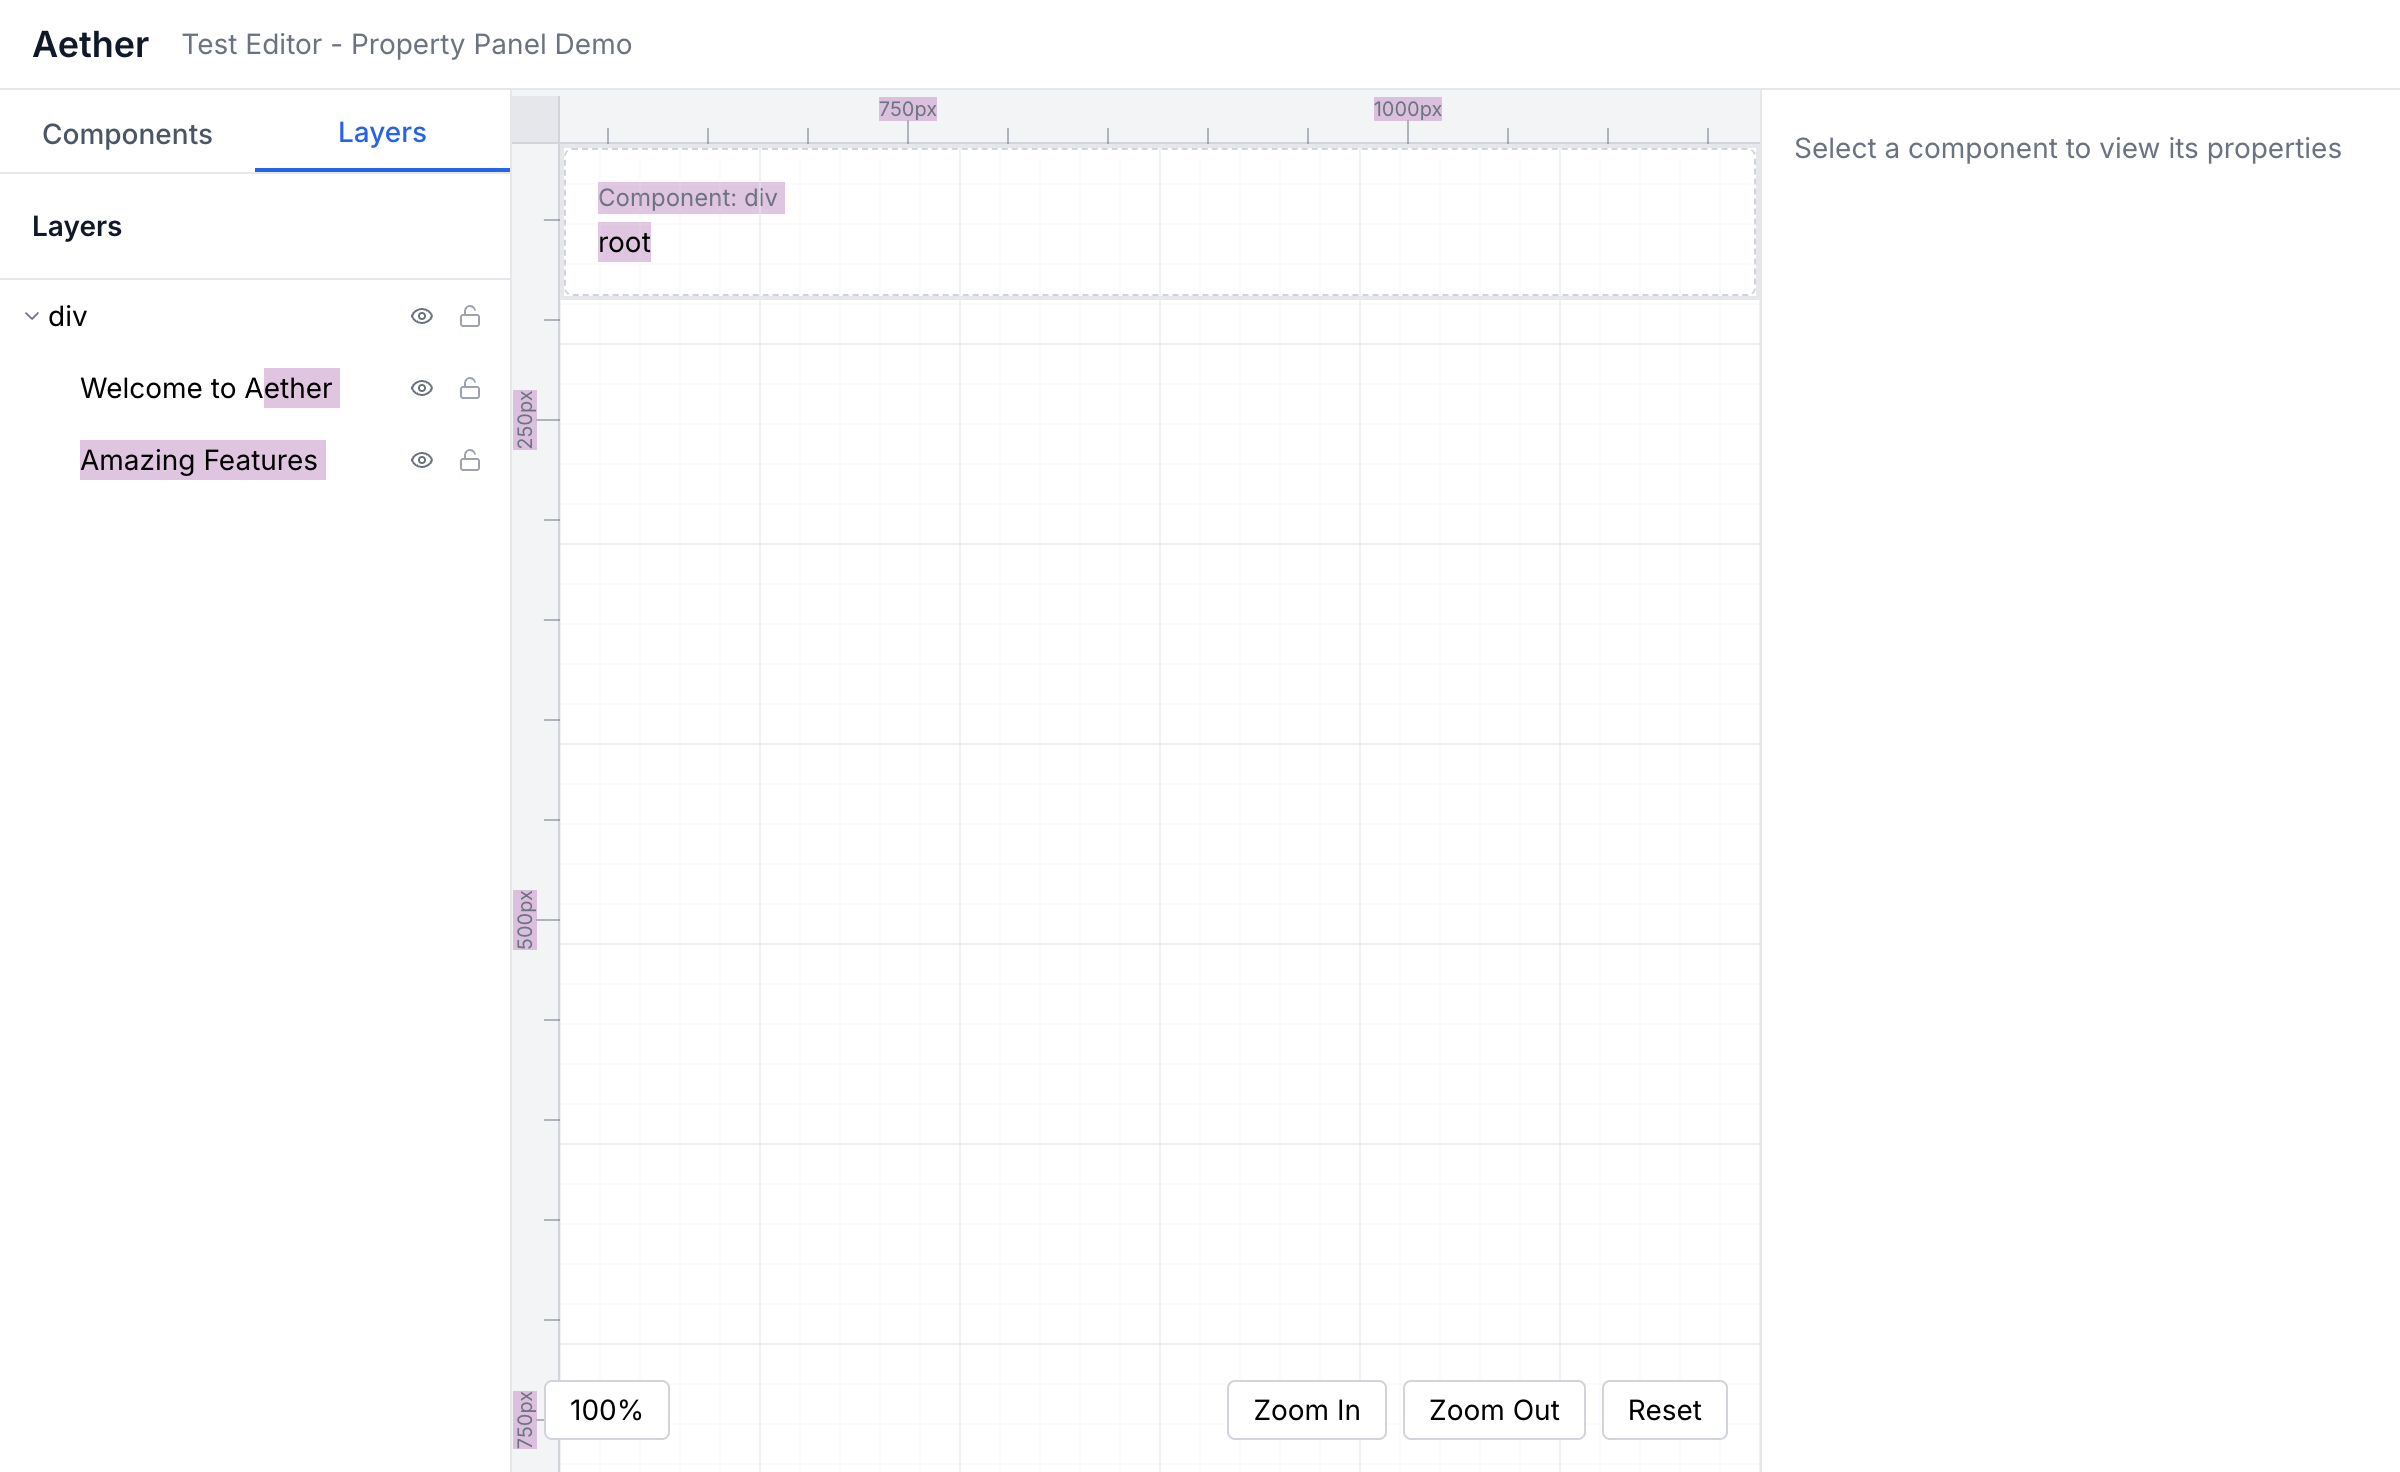 Aether Test Editor - Property Panel Demo
Components Layers
Layers
div
Welcome to Aether
Amazing Features
750px 1000px
250px
500px
750px
Component: div
root
100%
Zoom In Zoom Out Reset
Select a component to view its properties